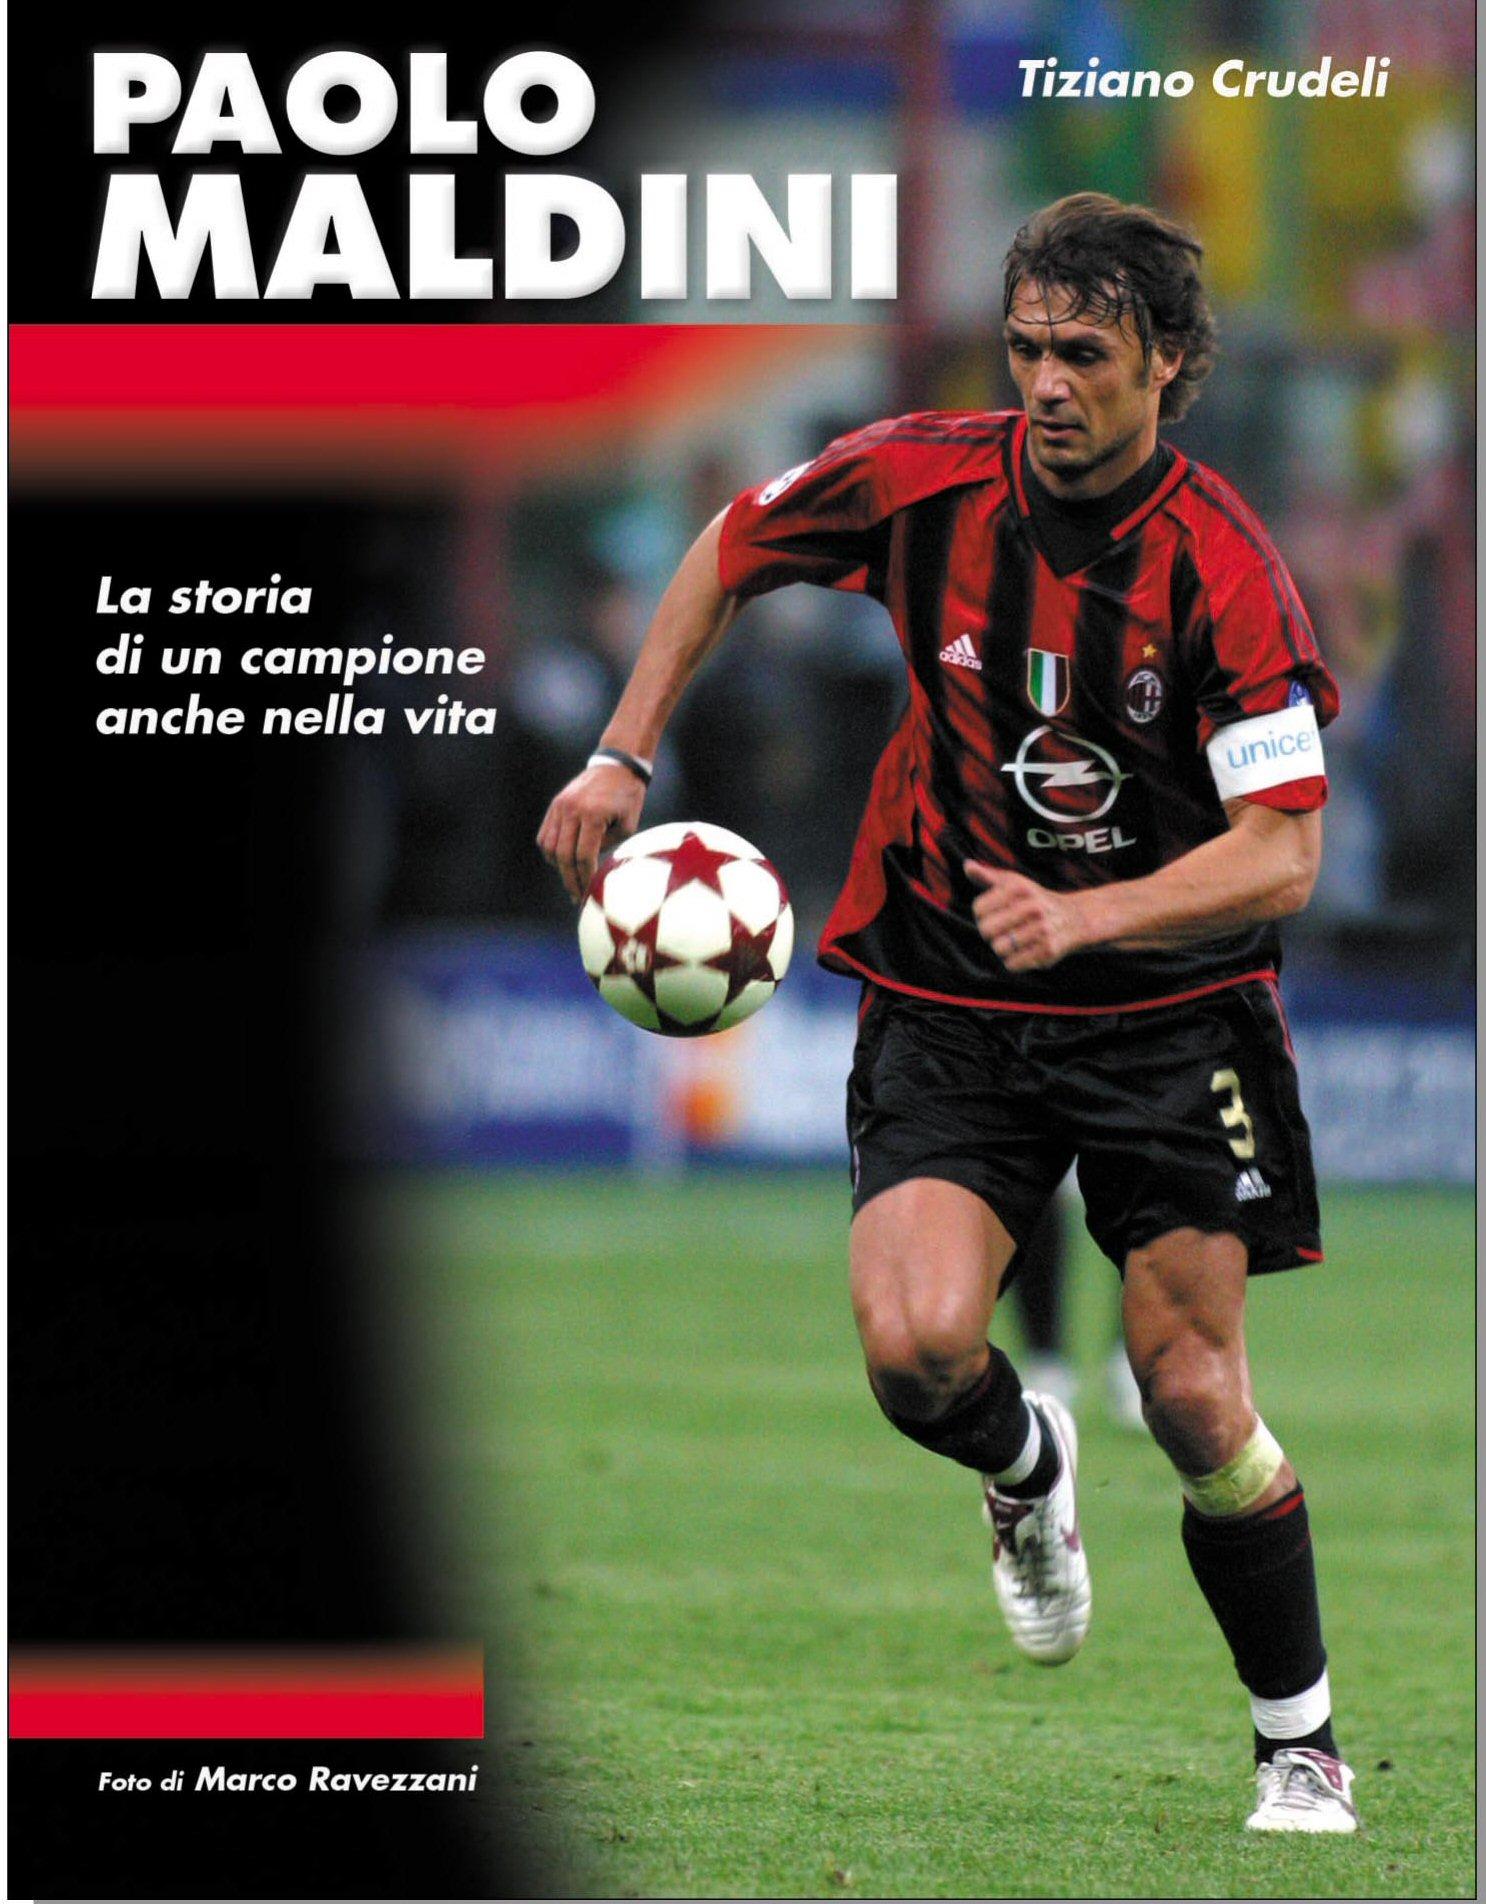 PAOLO
MALDINI
Tiziano Crudeli
La storia
di un campione
anche nella vita
adidas
unice
OPEL
3
Foto di Marco Ravezzani